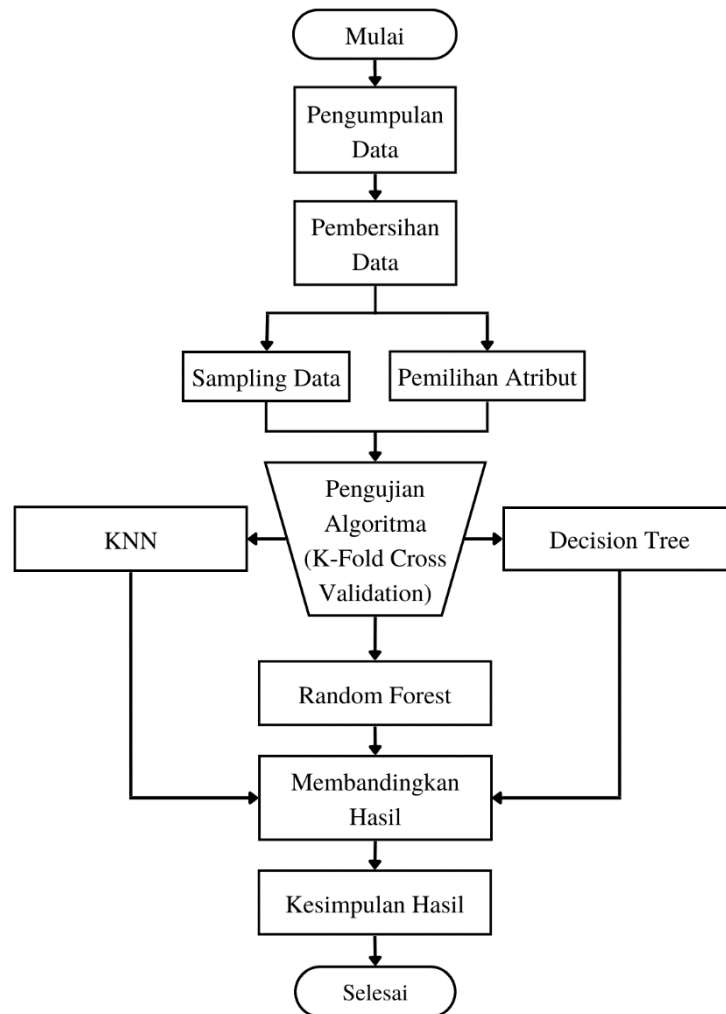 Mulai
Pengumpulan
Data
Pembersihan
Data
Sampling Data
Pemilihan Atribut
Pengujian
Algoritma
(K-Fold Cross
Validation)
KNN
Decision Tree
Random Forest
Membandingkan
Hasil
Kesimpulan Hasil
Selesai